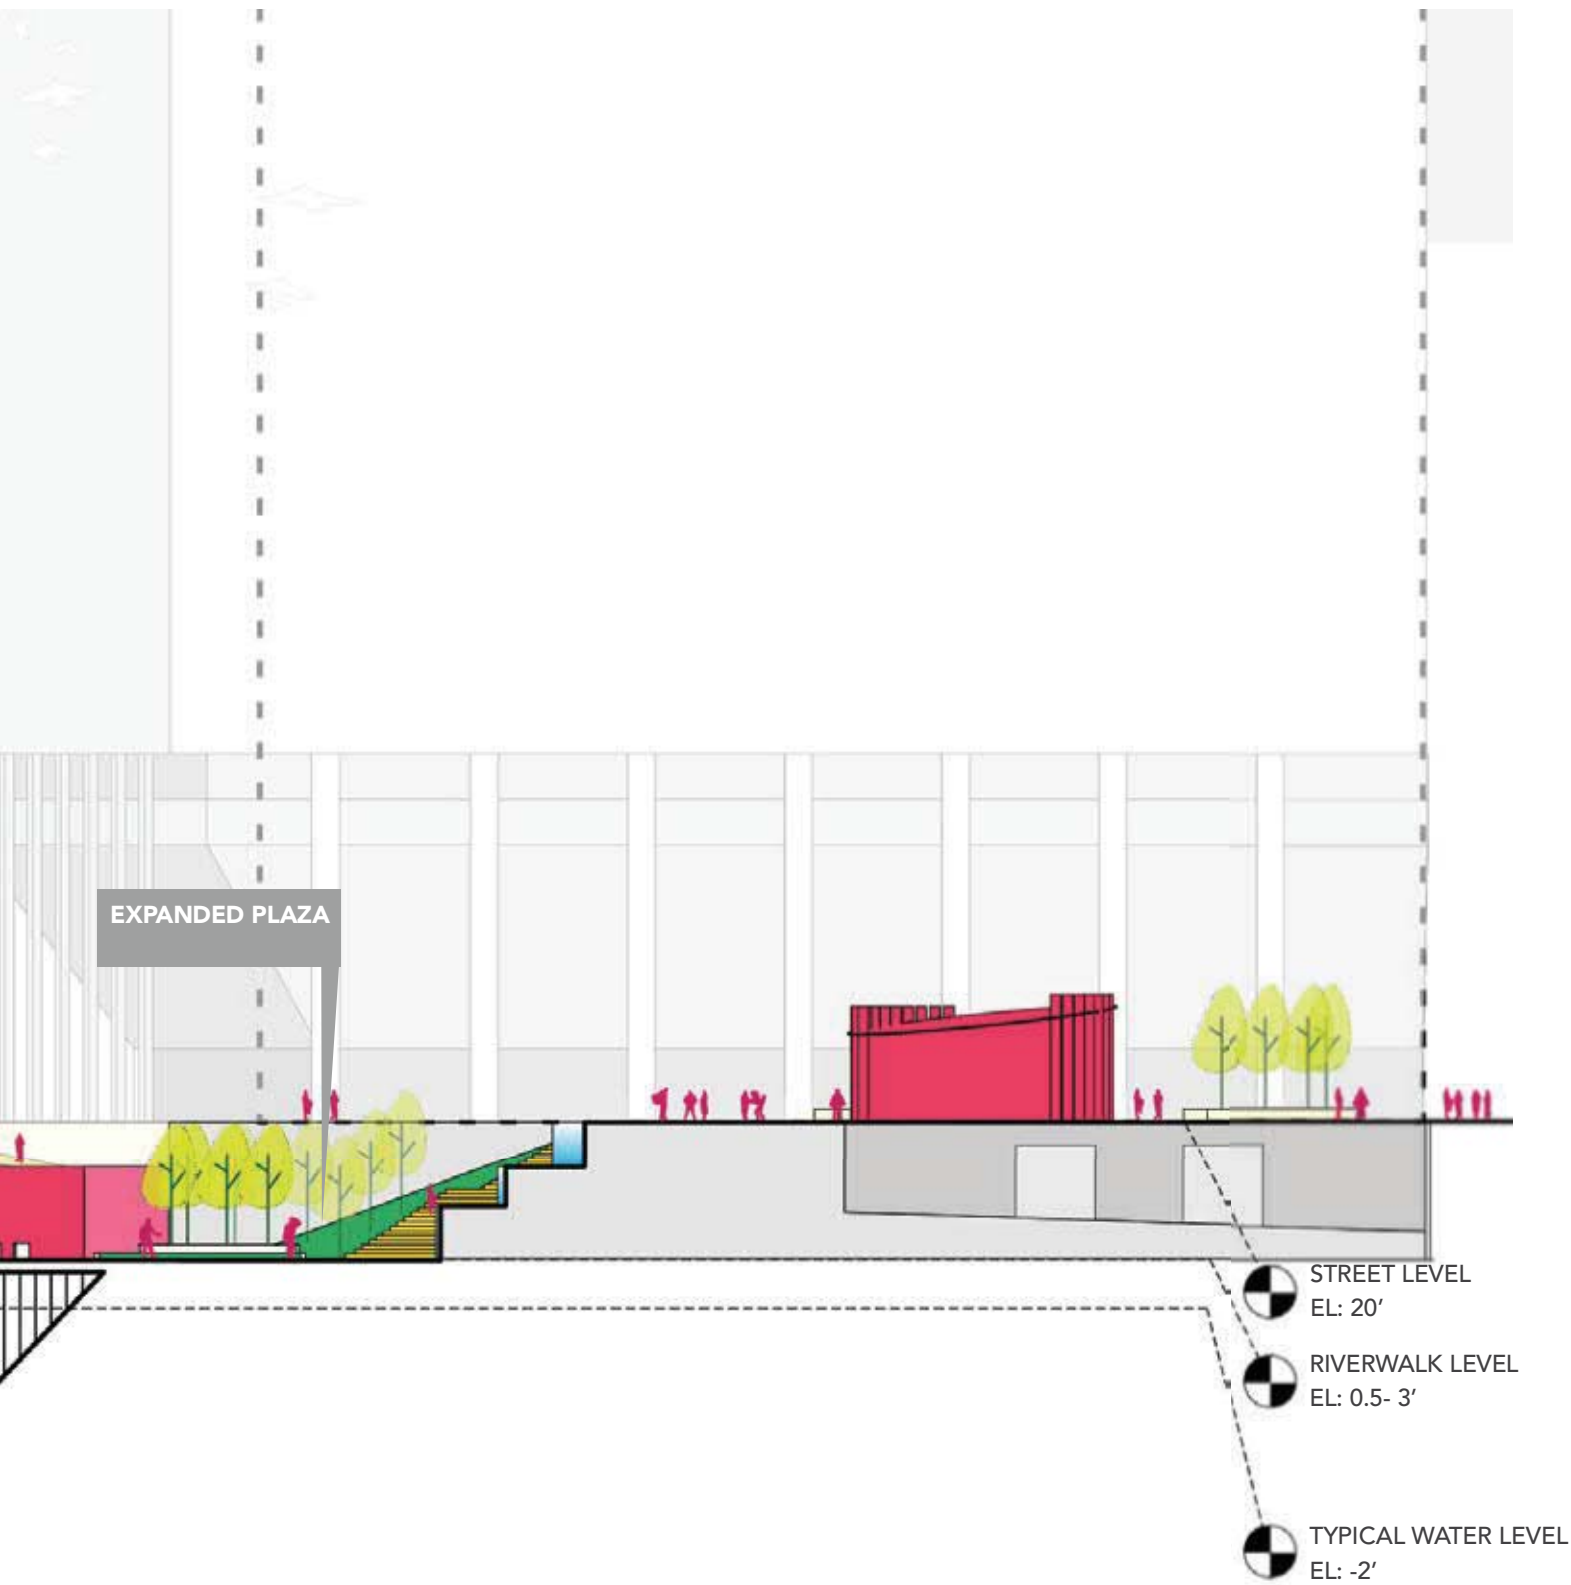 EXPANDED PLAZA
STREET LEVEL
EL: 20’
RIVERWALK LEVEL
EL: 0.5- 3’
TYPICAL WATER LEVEL
EL: -2’